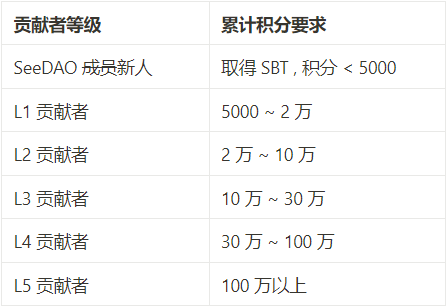 贡献者等级 累计积分要求
SeeDAO 成员新人 取得 SBT , 积分 < 5000
L1 贡献者 5000 ~ 2 万
L2 贡献者 2 万 ~ 10 万
L3 贡献者 10 万 ~ 30 万
L4 贡献者 30 万 ~ 100 万
L5 贡献者 100 万以上